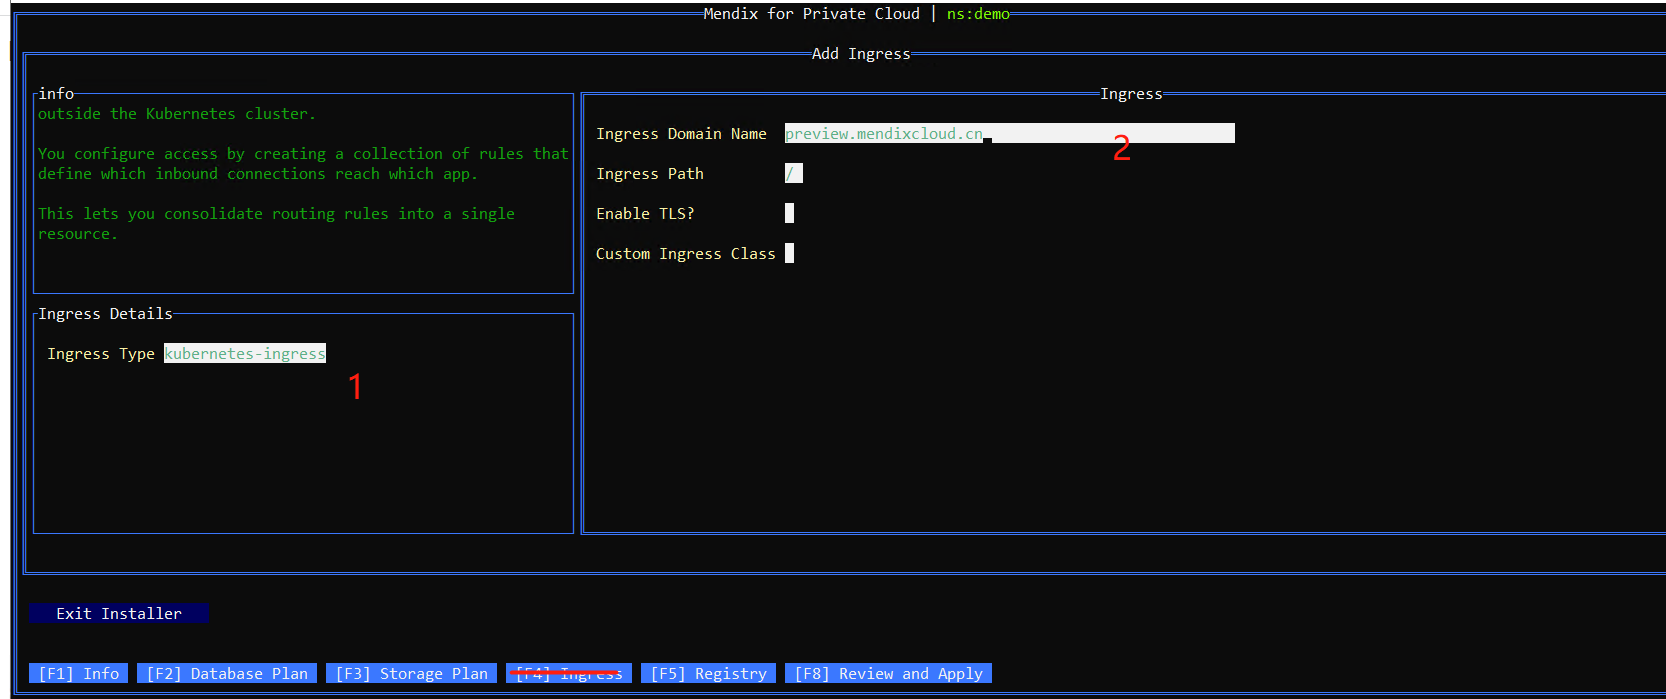 Mendix for Private Cloud | ns:demo
Add Ingress
info
outside the Kubernetes cluster.
You configure access by creating a collection of rules that
define which inbound connections reach which app.
This lets you consolidate routing rules into a single
resource.
Ingress Details
Ingress Type kubernetes-ingress
1
Ingress
Ingress Domain Name preview.mendixcloud.cn
2
Ingress Path /
Enable TLS?
Custom Ingress Class
Exit Installer
[F1] Info [F2] Database Plan [F3] Storage Plan [F4] Ingress [F5] Registry [F8] Review and Apply